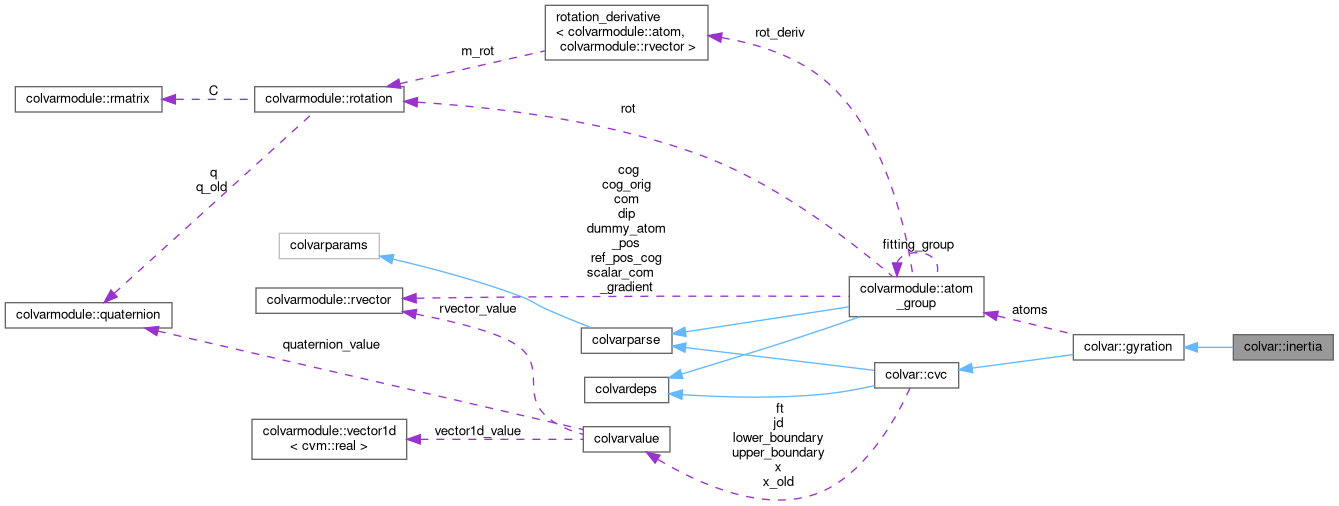 rotation_derivative
< colvarmodule::atom,
colvarmodule::rvector >
rot_deriv
m_rot
colvarmodule::rmatrix
C
colvarmodule::rotation
rot
q
q_old
cog
cog_orig
com
dip
dummy_atom
_pos
ref_pos_cog
scalar_com
_gradient
colvarparams
fitting_group
colvarmodule::atom
_group
colvarmodule::rvector
colvarmodule::quaternion
rvector_value
atoms
quaternion_value
colvarparse
colvar::gyration
colvar::inertia
colvardeps
colvar::cvc
ft
jd
lower_boundary
upper_boundary
x
x_old
colvarmodule::vector1d
< cvm::real >
vector1d_value
colvarvalue